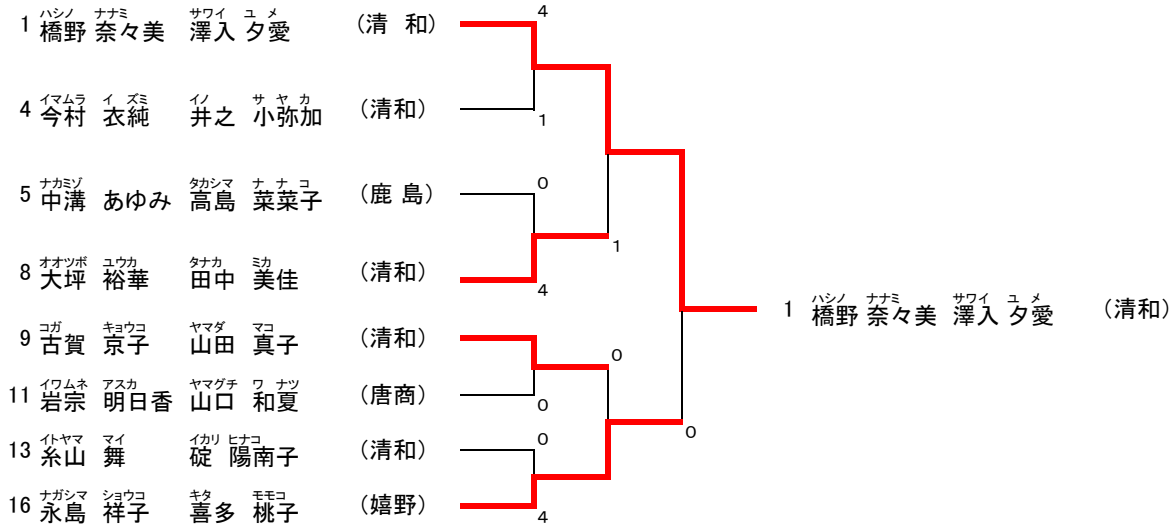 4
ハシノ ナナミ サワイ ユ メ
1 橋野 奈々美 澤入 夕愛 (清 和)
イマムラ イ ズミ イノ サ ヤ カ
4 今村 衣純 井之 小弥加 (清和)
1
ナカミゾ タカシマ ナ ナ コ
0
5 中溝 あゆみ 高島 菜菜子 (鹿 島)
1
オオツボ ユウカ タナカ ミカ
8 大坪 裕華 田中 美佳 (清和)
4
ハシノ ナナミ サワイ ユ メ
1 橋野 奈々美 澤入 夕愛 (清和)
コガ キョウコ ヤマダ マコ
9 古賀 京子 山田 真子 (清和)
0
イワムネ アスカ ヤマグチ ワ ナツ
11 岩宗 明日香 山口 和夏 (唐商)
0
イトヤマ マイ イカリ ヒナコ
0
0
13 糸山 舞 碇 陽南子 (清和)
ナガシマ ショウコ キタ モモコ
16 永島 祥子 喜多 桃子 (嬉野)
4